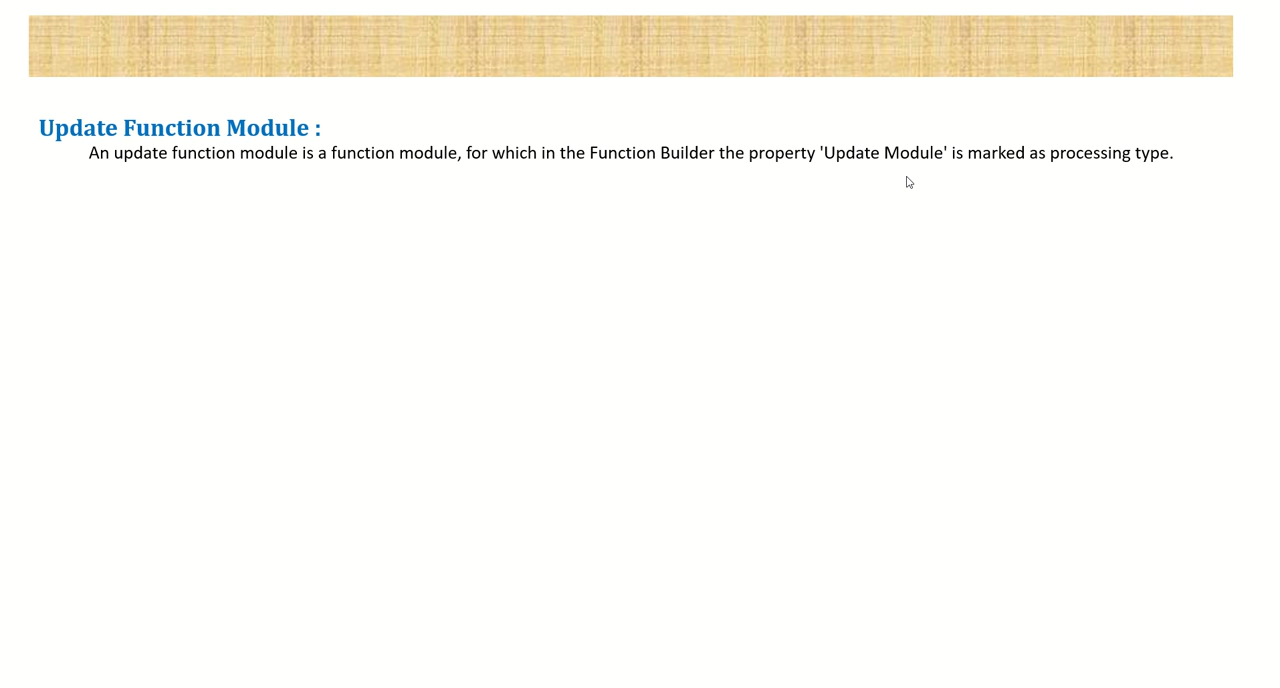 Update Function Module :
An update function module is a function module, for which in the Function Builder the property 'Update Module' is marked as processing type.